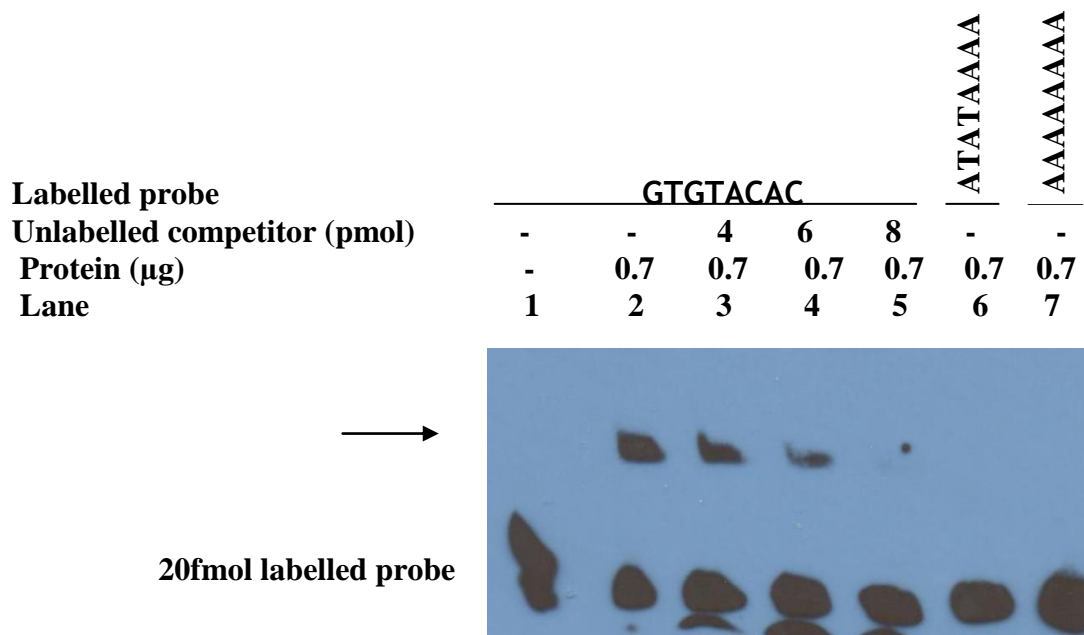 ATATAAAA
AAAAAAAAA
Labelled probe GTGTACAC
Unlabelled competitor (pmol) - - 4 6 8 - -
Protein (µg) - 0.7 0.7 0.7 0.7 0.7 0.7
Lane 1 2 3 4 5 6 7
20fmol labelled probe